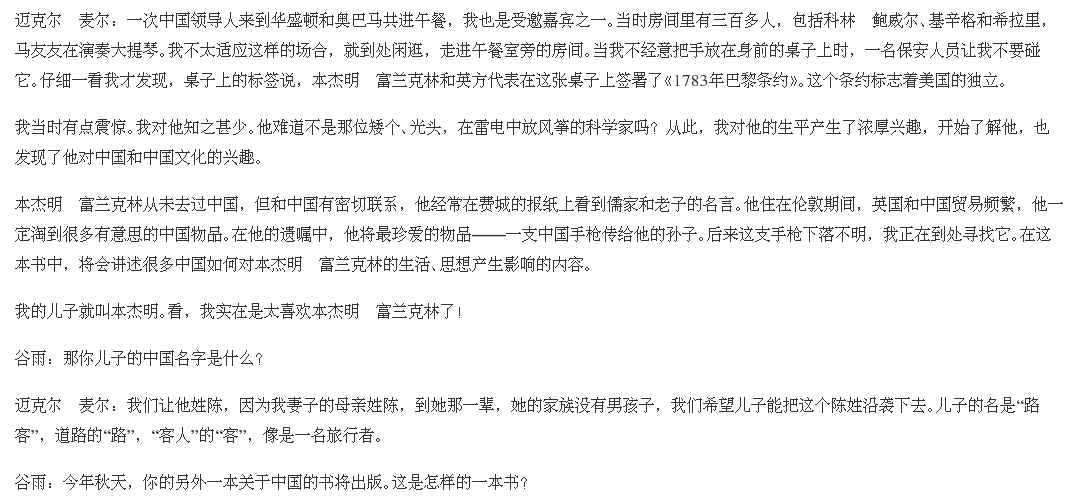 迈克尔　麦尔：一次中国领导人来到华盛顿和奥巴马共进午餐，我也是受邀嘉宾之一。当时房间里有三百多人，包括科林　鲍威尔、基辛格和希拉里，
马友友在演奏大提琴。我不太适应这样的场合，就到处闲逛，走进午餐室旁的房间。当我不经意把手放在身前的桌子上时，一名保安人员让我不要碰
它。仔细一看我才发现，桌子上的标签说，本杰明　富兰克林和英方代表在这张桌子上签署了《1783年巴黎条约》。这个条约标志着美国的独立。
我当时有点震惊。我对他知之甚少。他难道不是那位矮个、光头，在雷电中放风筝的科学家吗？从此，我对他的生平产生了浓厚兴趣，开始了解他，也
发现了他对中国和中国文化的兴趣。
本杰明　富兰克林从未去过中国，但和中国有密切联系，他经常在费城的报纸上看到儒家和老子的名言。他住在伦敦期间，英国和中国贸易频繁，他一
定淘到很多有意思的中国物品。在他的遗嘱中，他将最珍爱的物品——一支中国手枪传给他的孙子。后来这支手枪下落不明，我正在到处寻找它。在这
本书中，将会讲述很多中国如何对本杰明　富兰克林的生活、思想产生影响的内容。
我的儿子就叫本杰明。看，我实在是太喜欢本杰明　富兰克林了！
谷雨：那你儿子的中国名字是什么？
迈克尔　麦尔：我们让他姓陈，因为我妻子的母亲姓陈，到她那一辈，她的家族没有男孩子，我们希望儿子能把这个陈姓沿袭下去。儿子的名是“路
客”，道路的“路”，“客人”的“客”，像是一名旅行者。
谷雨：今年秋天，你的另外一本关于中国的书将出版。这是怎样的一本书？